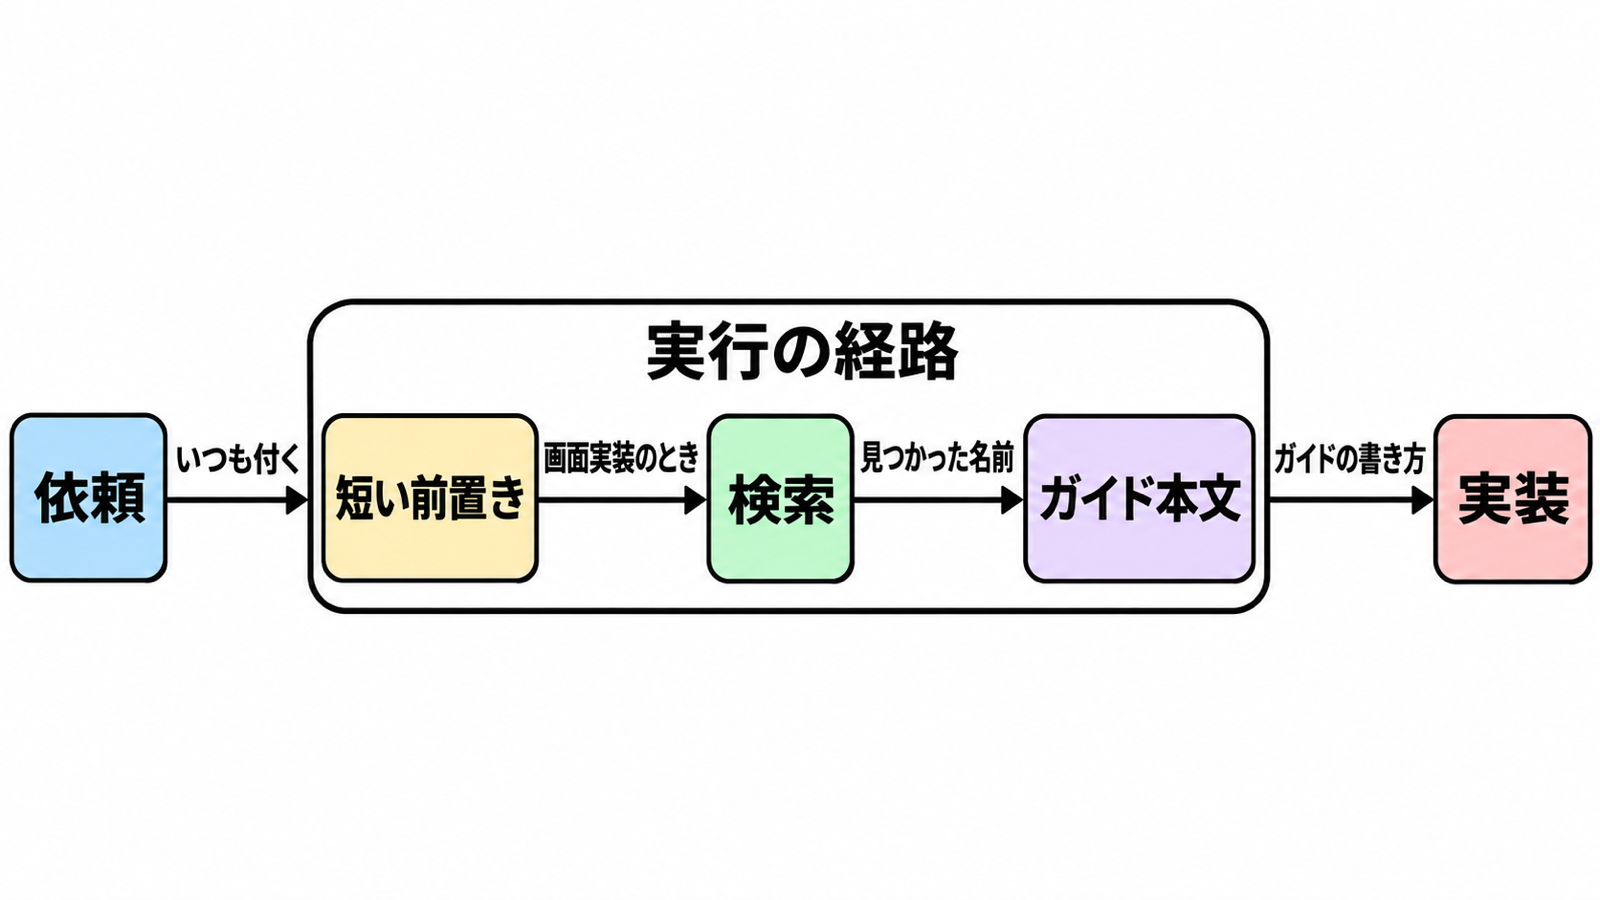 実行の経路
依頼
いつも付く
短い前置き
画面実装のとき
検索
見つかった名前
ガイド本文
ガイドの書き方
実装